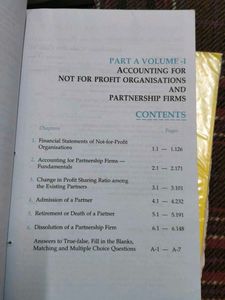 PART A VOLUME -I
ACCOUNTING FOR
NOT FOR PROFIT ORGANISATIONS
AND
PARTNERSHIP FIRMS
CONTENTS
Chapters Pages
1. Financial Statements of Not-for-Profit
Organisations 1.1 — 1.126
2. Accounting for Partnership Firms—
Fundamentals 2.1 — 2.171
3. Change in Profit Sharing Ratio among
the Existing Partners 3.1 — 3.101
4. Admission of a Partner 4.1 — 4.232
5. Retirement or Death of a Partner 5.1 — 5.191
6. Dissolution of a Partnership Firm 6.1 — 6.148
Answers to True-false, Fill in the Blanks,
Matching and Multiple Choice Questions A-1 — A-7